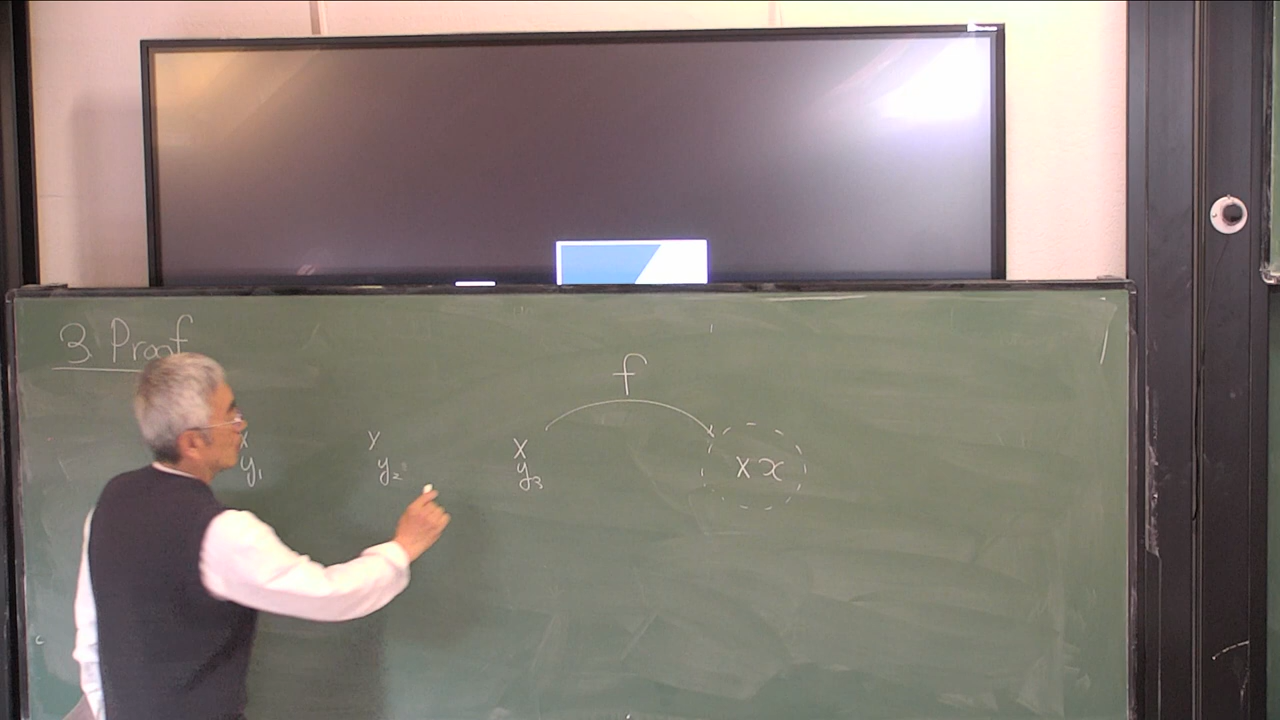 3. Proof
f
x y x
y₁ y₂ y₃ x x